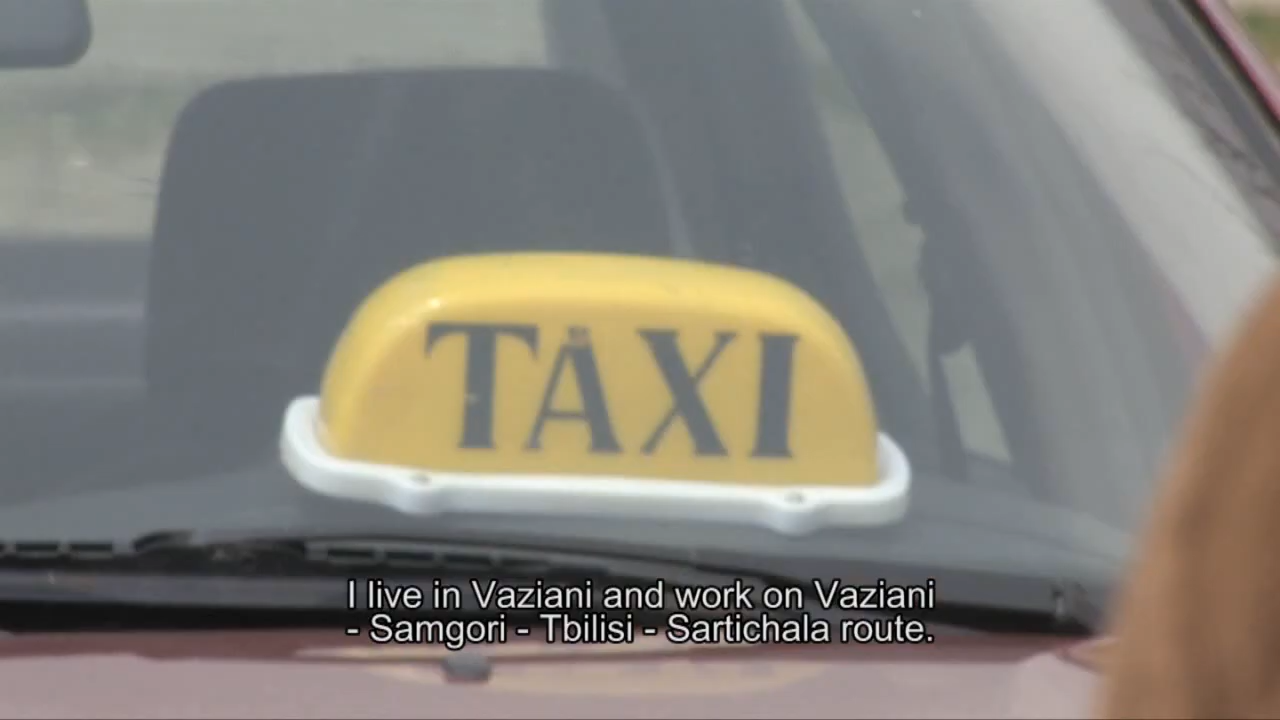 TAXI
I live in Vaziani and work on Vaziani
- Samgori - Tbilisi - Sartichala route.